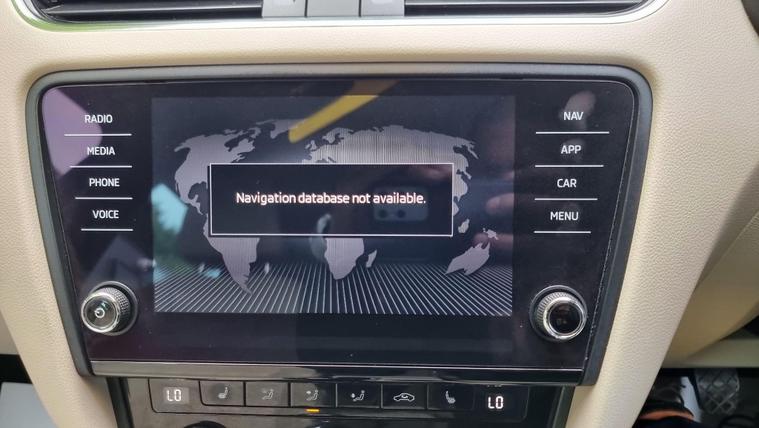 RADIO
MEDIA
PHONE
VOICE
Navigation database not available.
NAV
APP
CAR
MENU
LO
LO